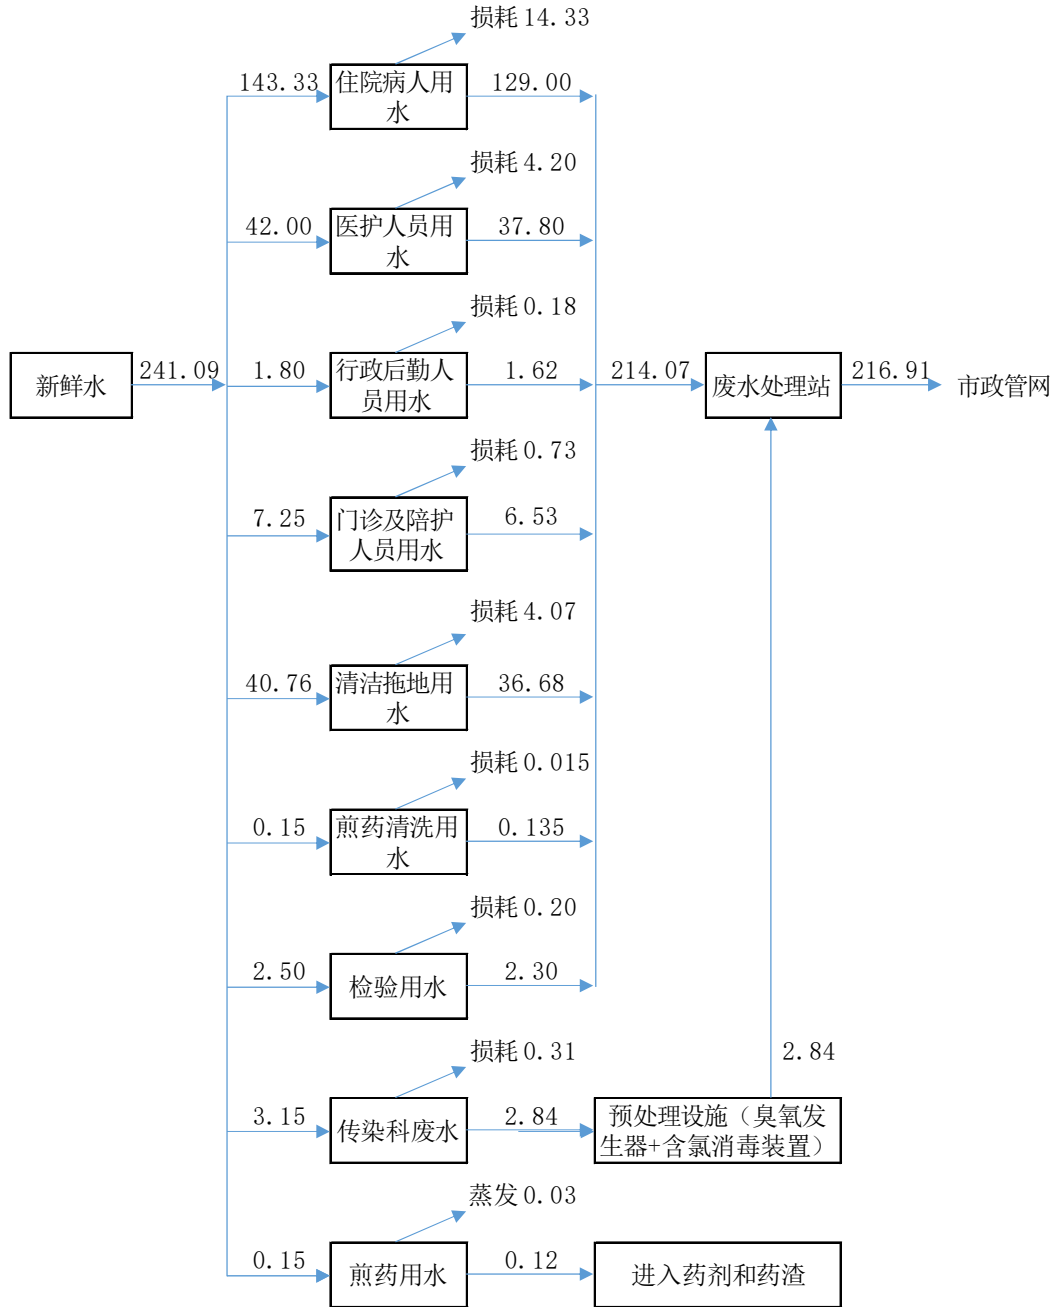 损耗 14.33
143.33
住院病人用
水
129.00
损耗 4.20
42.00
医护人员用
水
37.80
损耗 0.18
新鲜水
241.09
1.80
行政后勤人
员用水
1.62
214.07
废水处理站
216.91
市政管网
损耗 0.73
7.25
门诊及陪护
人员用水
6.53
损耗 4.07
40.76
清洁拖地用
水
36.68
损耗 0.015
0.15
煎药清洗用
水
0.135
损耗 0.20
2.50
检验用水
2.30
损耗 0.31
2.84
3.15
传染科废水
2.84
预处理设施（臭氧发
生器+含氯消毒装置）
蒸发 0.03
0.15
煎药用水
0.12
进入药剂和药渣